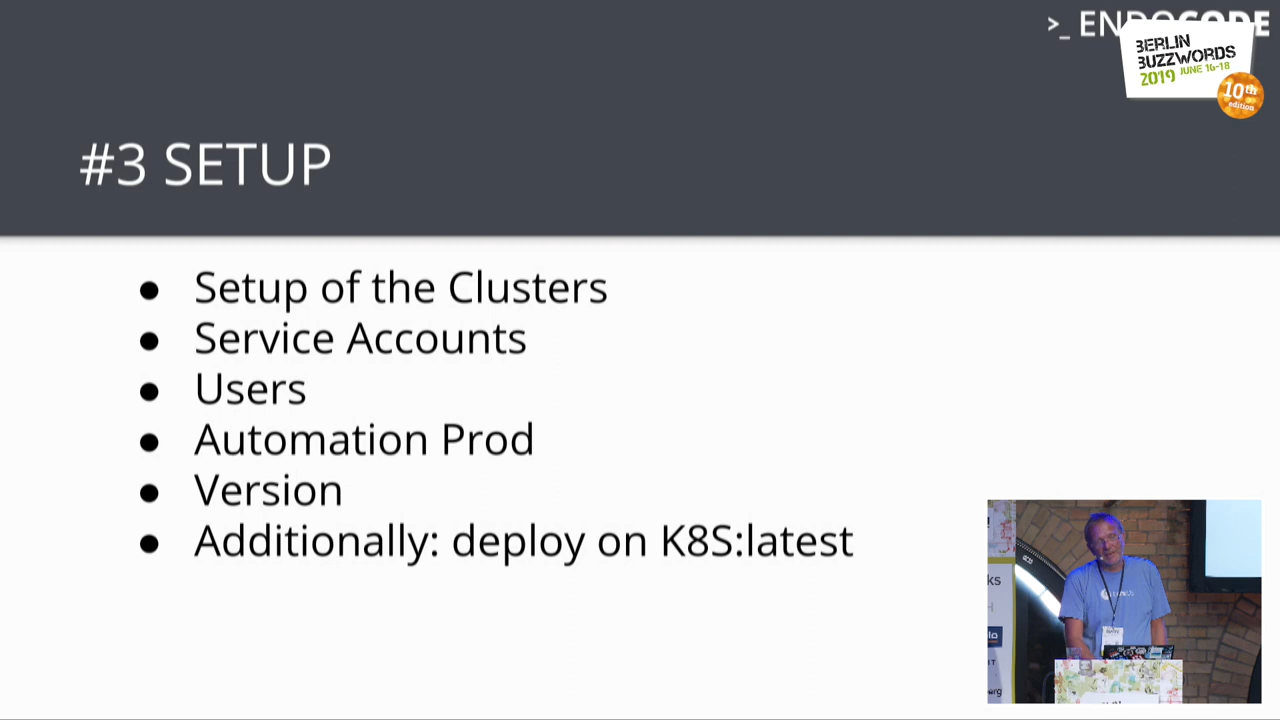 >_ ENDOCODE
BERLIN
BUZZWORDS
2019 JUNE 16-18
10th
edition
#3 SETUP
● Setup of the Clusters
● Service Accounts
● Users
● Automation Prod
● Version
● Additionally: deploy on K8S:latest
ks